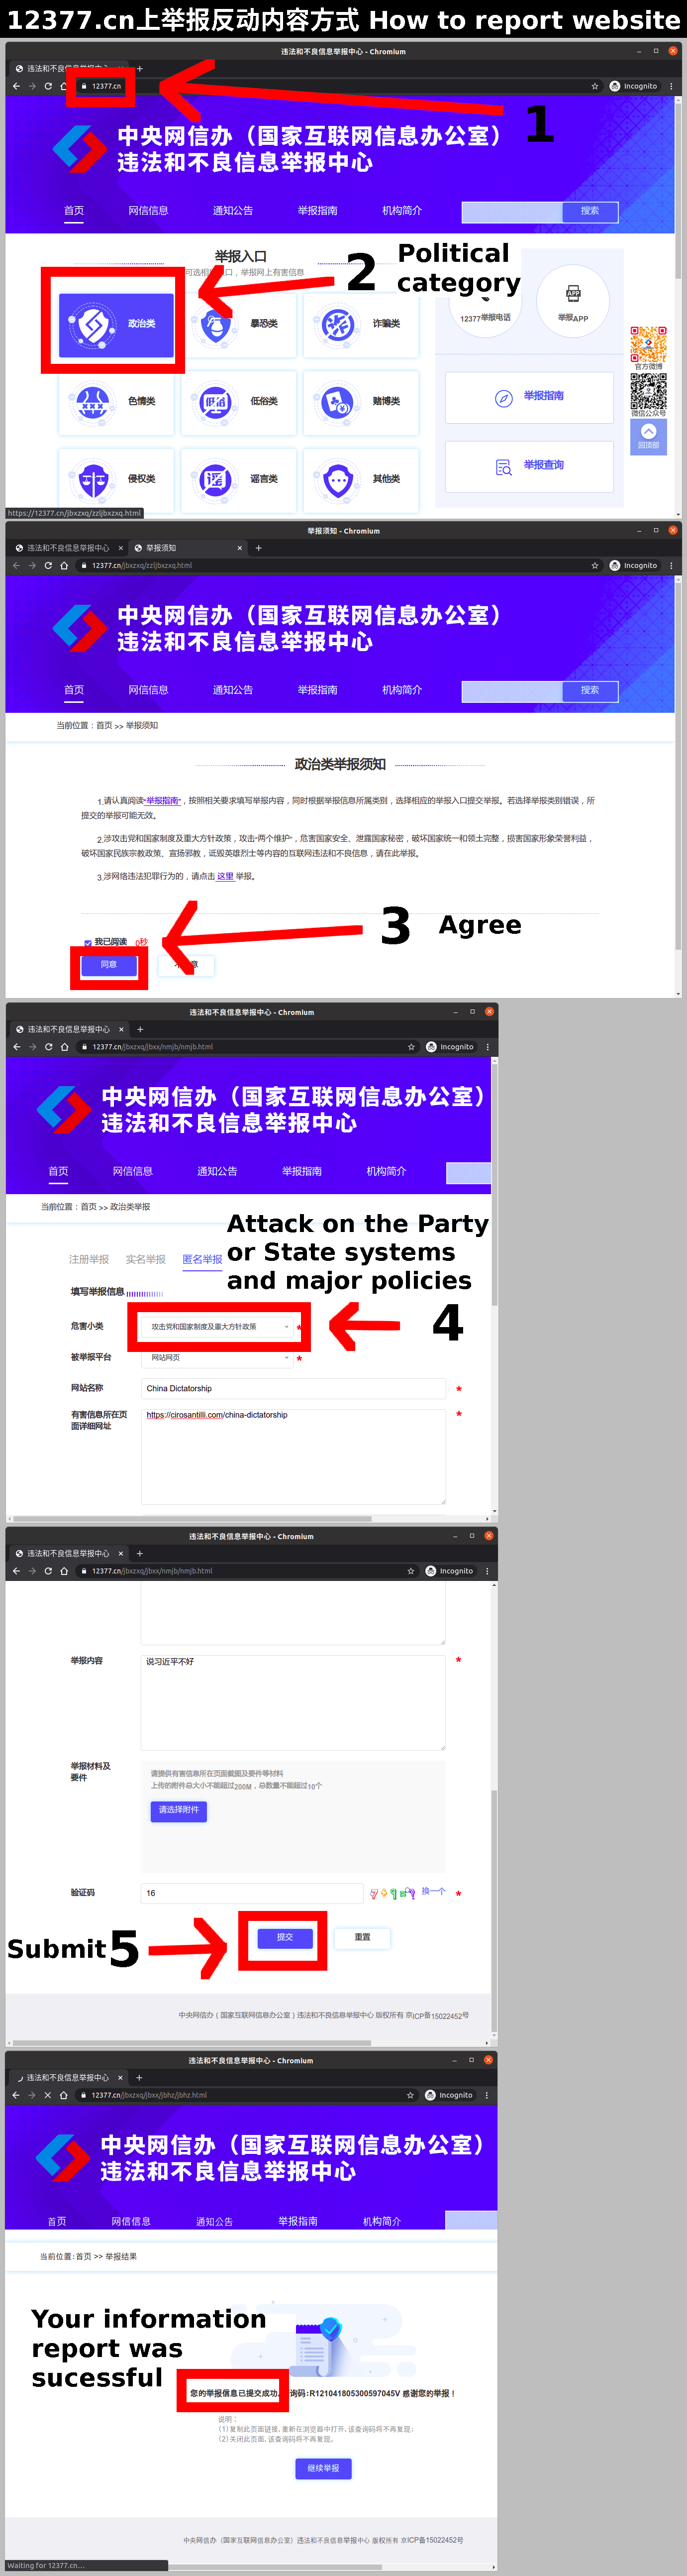 12377.cn上举报反动内容方式 How to report website
违法和不良信息举报中心 - Chromium
违法和不良信息举报中心
12377.cn
Incognito
1
中央网信办（国家互联网信息办公室）
违法和不良信息举报中心
首页 网信信息 通知公告 举报指南 机构简介 搜索
举报入口
可选相 口，举报网上有害信息
2 Political
category
政治类 暴恐类 诈骗类
12377举报电话 举报APP
官方微博
色情类 低俗类 赌博类
举报指南
微信公众号
回顶部
举报查询
侵权类 谣言类 其他类
https://12377.cn/jbxzxq/zzljbxzxq.html
举报须知 - Chromium
违法和不良信息举报中心 举报须知
12377.cn/jbxzxq/zzljbxzxq.html
Incognito
中央网信办（国家互联网信息办公室）
违法和不良信息举报中心
首页 网信信息 通知公告 举报指南 机构简介 搜索
当前位置：首页 >> 举报须知
政治类举报须知
1.请认真阅读“举报指南”，按照相关要求填写举报内容，同时根据举报信息所属类别，选择相应的举报入口提交举报。若选择举报类别错误，所
提交的举报可能无效。
2.涉攻击党和国家制度及重大方针政策，攻击“两个维护”，危害国家安全、泄露国家秘密，破坏国家统一和领土完整，损害国家形象荣誉利益，
破坏国家民族宗教政策、宣扬邪教，诋毁英雄烈士等内容的互联网违法和不良信息，请在此举报。
3.涉网络违法犯罪行为的，请点击 这里 举报。
3 Agree
我已阅读 0秒
同意 不 意
违法和不良信息举报中心 - Chromium
违法和不良信息举报中心
12377.cn/jbxzxq/jbxx/nmjb/nmjb.html
Incognito
中央网信办（国家互联网信息办公室）
违法和不良信息举报中心
首页 网信信息 通知公告 举报指南 机构简介
当前位置：首页 >> 政治类举报
Attack on the Party
or State systems
and major policies
注册举报 实名举报 匿名举报
填写举报信息
4
危害小类 攻击党和国家制度及重大方针政策 *
被举报平台 网站网页 *
网站名称 China Dictatorship *
有害信息所在页
面详细网址 https://cirosantilli.com/china-dictatorship *
违法和不良信息举报中心 - Chromium
违法和不良信息举报中心
12377.cn/jbxzxq/jbxx/nmjb/nmjb.html
Incognito
举报内容 说习近平不好 *
举报材料及
要件
请提供有害信息所在页面截图及要件等材料
上传的附件总大小不能超过200M，总数量不能超过10个
请选择附件
验证码 16 换一个 *
Submit 5
提交 重置
中央网信办（国家互联网信息办公室）违法和不良信息举报中心 版权所有 京ICP备15022452号
违法和不良信息举报中心 - Chromium
违法和不良信息举报中心
12377.cn/jbxzxq/jbxx/jbhz/jbhz.html
Incognito
中央网信办（国家互联网信息办公室）
违法和不良信息举报中心
首页 网信信息 通知公告 举报指南 机构简介
当前位置:首页 >> 举报结果
Your information
report was
sucessful
您的举报信息已提交成功, 询码:R121041805300597045V 感谢您的举报！
说明：
(1)复制此页面链接,重新在浏览器中打开,该查询码将不再复现;
(2)关闭此页面,该查询码将不再复现。
继续举报
中央网信办（国家互联网信息办公室）违法和不良信息举报中心 版权所有 京ICP备15022452号
Waiting for 12377.cn...